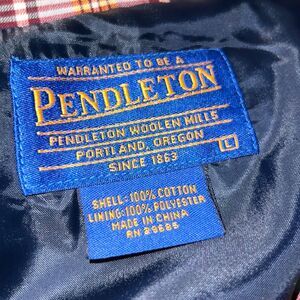 WARRANTED TO BE A
PENDLETON
PENDLETON WOOLEN MILLS
PORTLAND, OREGON
SINCE 1863
L
SHELL: 100% COTTON
LINING: 100% POLYESTER
MADE IN CHINA
RN 29685